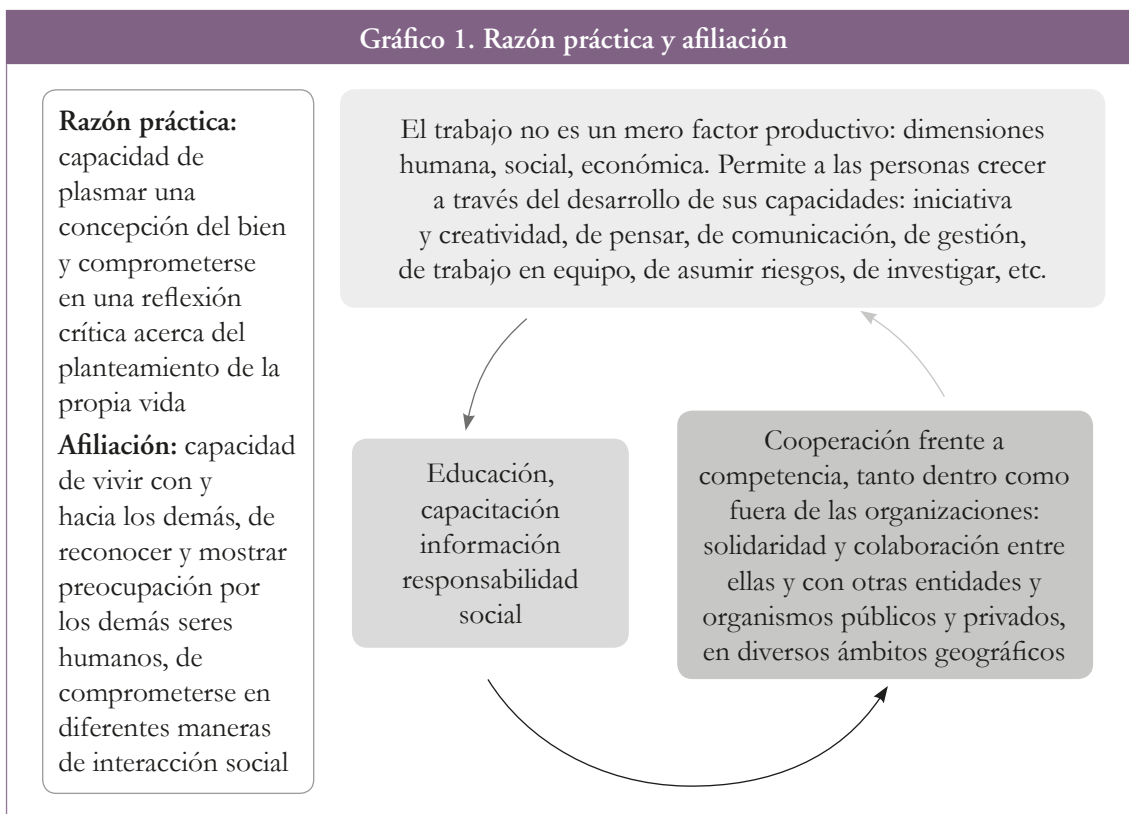 Gráfico 1. Razón práctica y afiliación
Razón práctica:
capacidad de
plasmar una
concepción del bien
y comprometerse
en una reflexión
crítica acerca del
planteamiento de la
propia vida
Afiliación: capacidad
de vivir con y
hacia los demás, de
reconocer y mostrar
preocupación por
los demás seres
humanos, de
comprometerse en
diferentes maneras
de interacción social
El trabajo no es un mero factor productivo: dimensiones
humana, social, económica. Permite a las personas crecer
a través del desarrollo de sus capacidades: iniciativa
y creatividad, de pensar, de comunicación, de gestión,
de trabajo en equipo, de asumir riesgos, de investigar, etc.
Educación,
capacitación
información
responsabilidad
social
Cooperación frente a
competencia, tanto dentro como
fuera de las organizaciones:
solidaridad y colaboración entre
ellas y con otras entidades y
organismos públicos y privados,
en diversos ámbitos geográficos